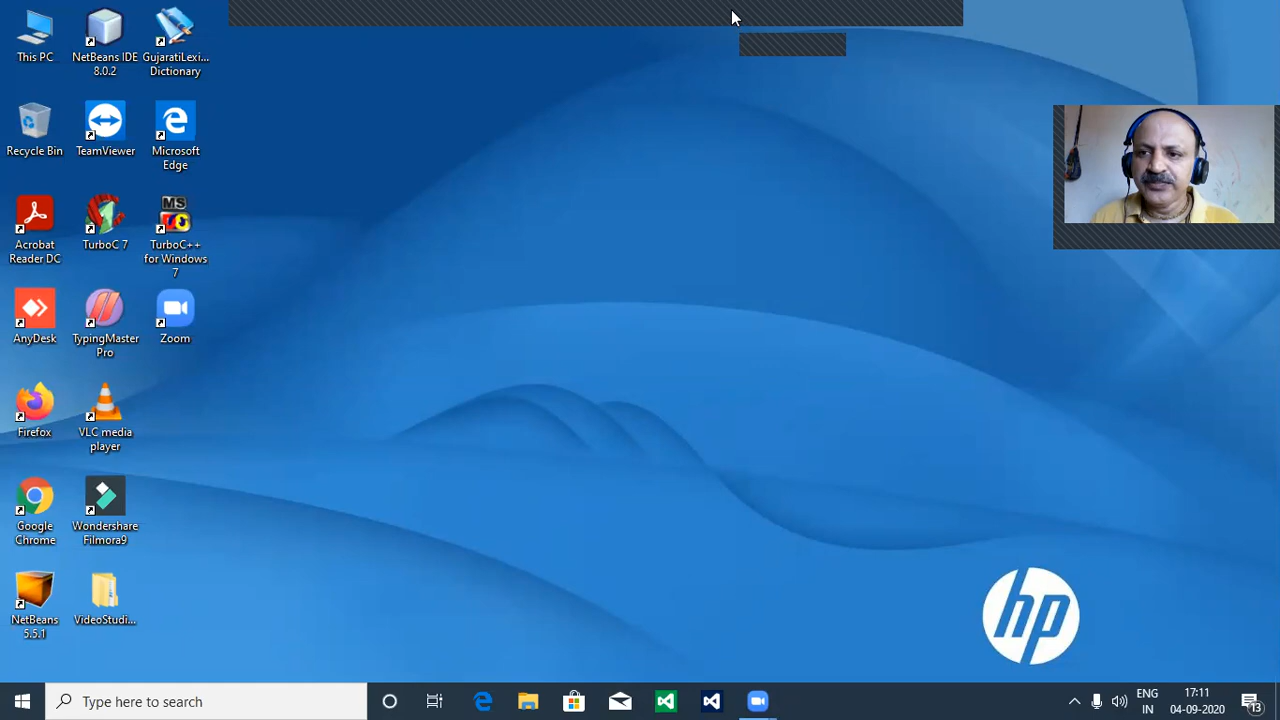 This PC
NetBeans IDE
8.0.2
GujaratiLexi...
Dictionary
Recycle Bin
TeamViewer
Microsoft
Edge
Acrobat
Reader DC
TurboC 7
MS
TurboC++
for Windows
7
AnyDesk
TypingMaster
Pro
Zoom
Firefox
VLC media
player
Google
Chrome
Wondershare
Filmora9
NetBeans
5.5.1
VideoStudi...
hp
Type here to search
ENG
IN
17:11
04-09-2020
13